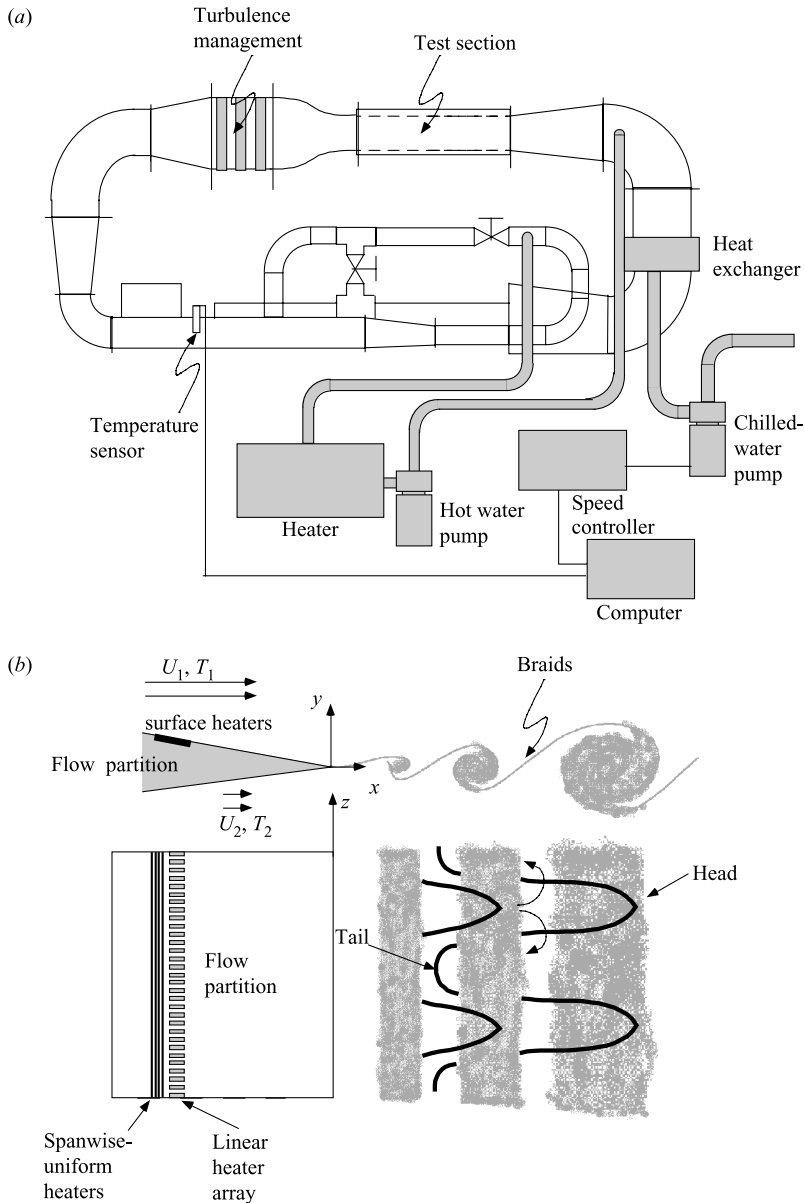 (a)
Turbulence
management
Test section
Heat
exchanger
Temperature
sensor
Chilled-
water
pump
Heater
Hot water
pump
Speed
controller
Computer
(b)
U1, T1
Braids
y
surface heaters
Flow partition
x
z
U2, T2
Head
Tail
Flow
partition
Spanwise-
uniform
heaters
Linear
heater
array